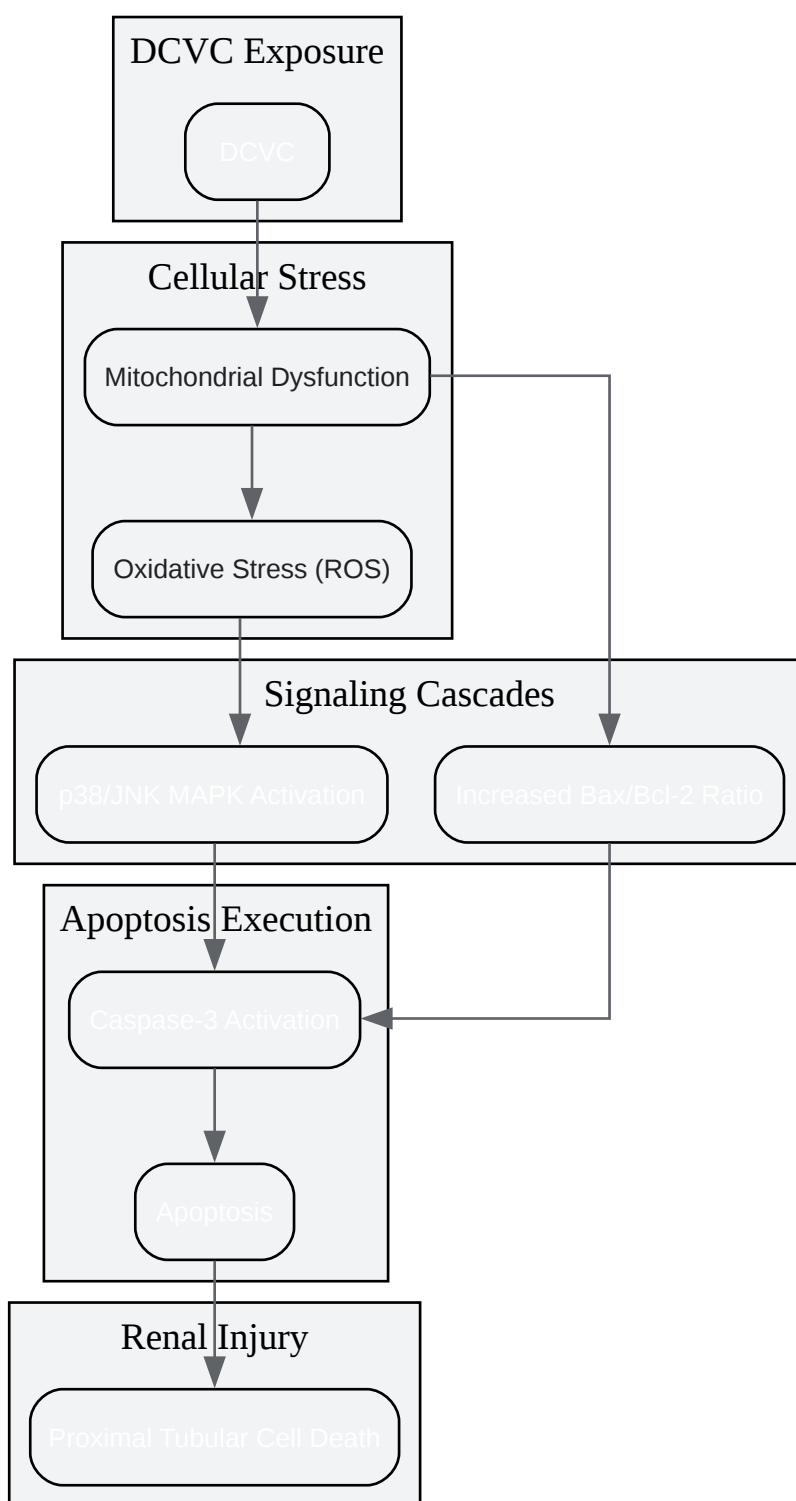 DCVC Exposure
DCVC
Cellular Stress
Mitochondrial Dysfunction
Oxidative Stress (ROS)
Signaling Cascades
p38/JNK MAPK Activation
Increased Bax/Bcl-2 Ratio
Apoptosis Execution
Caspase-3 Activation
Apoptosis
Renal Injury
Proximal Tubular Cell Death